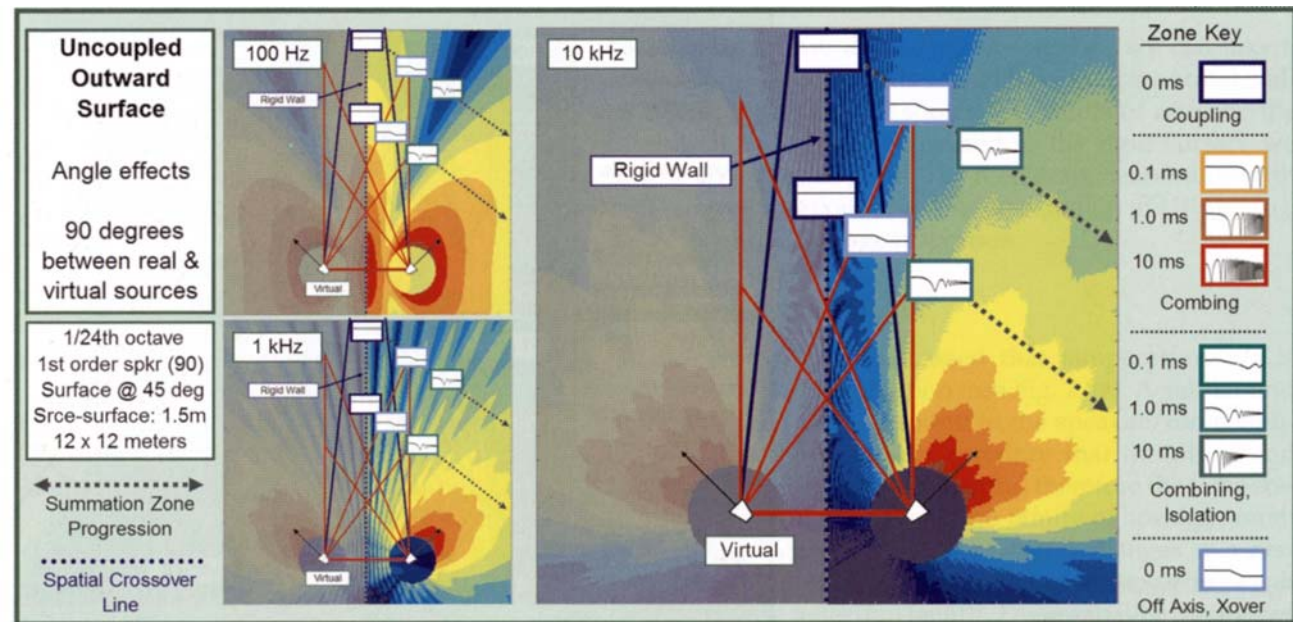 Uncoupled
Outward
Surface
Angle effects
90 degrees
between real &
virtual sources
1/24th octave
1st order spkr (90)
Surface @ 45 deg
Srce-surface: 1.5m
12 x 12 meters
Summation Zone
Progression
Spatial Crossover
Line
100 Hz
Rigid Wall
Virtual
1 kHz
Rigid Wall
Virtual
10 kHz
Rigid Wall
Virtual
Zone Key
0 ms
Coupling
0.1 ms
1.0 ms
10 ms
Combing
0.1 ms
1.0 ms
10 ms
Combining,
Isolation
0 ms
Off Axis, Xover